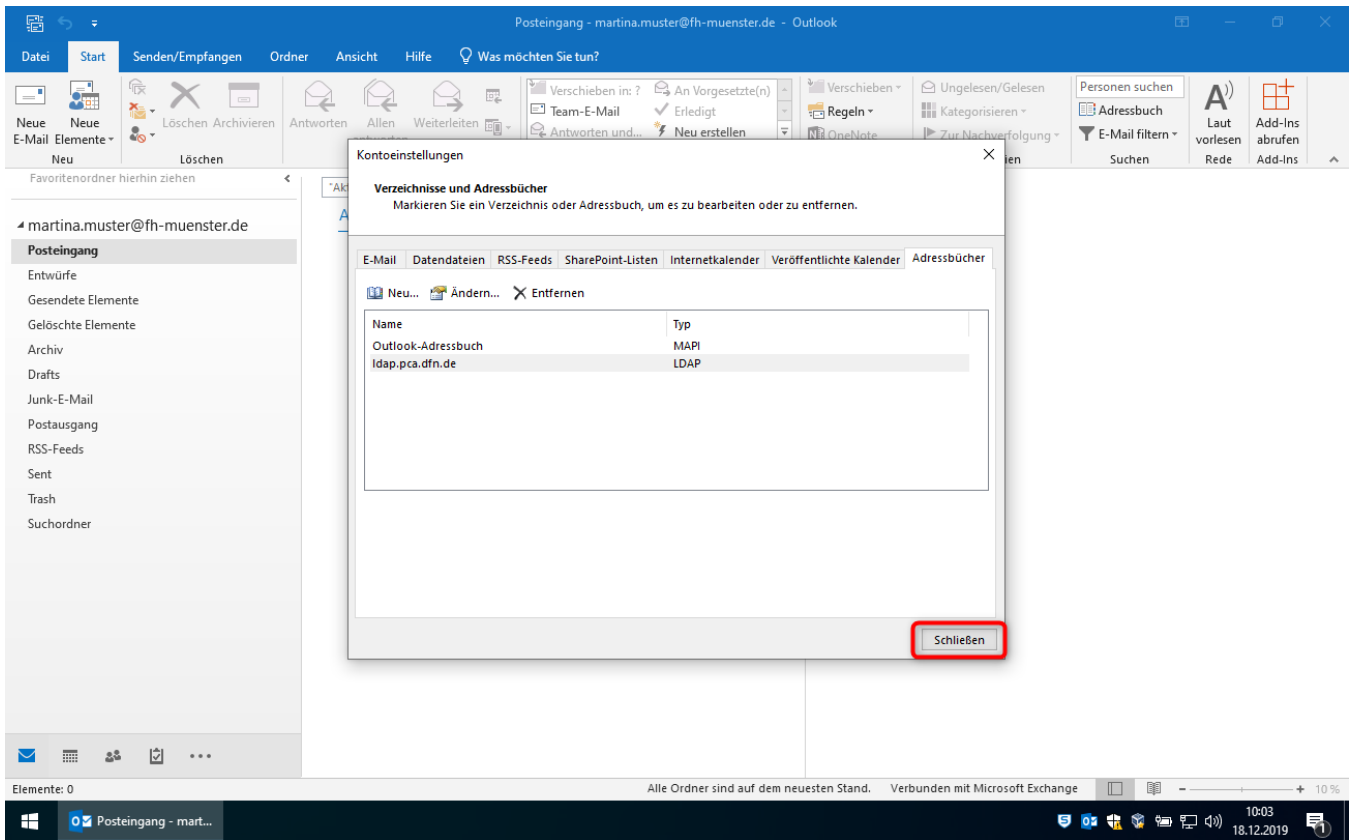 Posteingang - martina.muster@fh-muenster.de - Outlook
Datei Start Senden/Empfangen Ordner Ansicht Hilfe Was möchten Sie tun?
Neue E-Mail
Neue Elemente
Neu
Löschen Archivieren
Löschen
Antworten Allen Weiterleiten
Verschieben in: ? An Vorgesetzte(n)
Team-E-Mail Erledigt
Antworten und... Neu erstellen
Verschieben
Regeln
OneNote
Ungelesen/Gelesen
Kategorisieren
Zur Nachverfolgung
Personen suchen
Adressbuch
E-Mail filtern
Suchen
Laut vorlesen
Rede
Add-Ins abrufen
Add-Ins
Favoritenordner hierhin ziehen
martina.muster@fh-muenster.de
Posteingang
Entwürfe
Gesendete Elemente
Gelöschte Elemente
Archiv
Drafts
Junk-E-Mail
Postausgang
RSS-Feeds
Sent
Trash
Suchordner
Kontoeinstellungen
Verzeichnisse und Adressbücher
Markieren Sie ein Verzeichnis oder Adressbuch, um es zu bearbeiten oder zu entfernen.
E-Mail Datendateien RSS-Feeds SharePoint-Listen Internetkalender Veröffentlichte Kalender Adressbücher
Neu... Ändern... Entfernen
Name Typ
Outlook-Adressbuch MAPI
ldap.pca.dfn.de LDAP
Schließen
Elemente: 0
Alle Ordner sind auf dem neuesten Stand. Verbunden mit Microsoft Exchange
10 %
Posteingang - mart...
10:03
18.12.2019